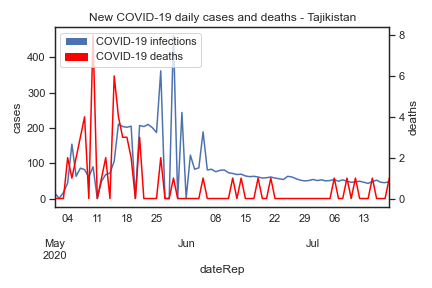 New COVID-19 daily cases and deaths - Tajikistan
COVID-19 infections
COVID-19 deaths
cases
400
300
200
100
0
deaths
8
6
4
2
0
04 11 18 25 08 15 22 29 06 13
May Jun Jul
2020
dateRep